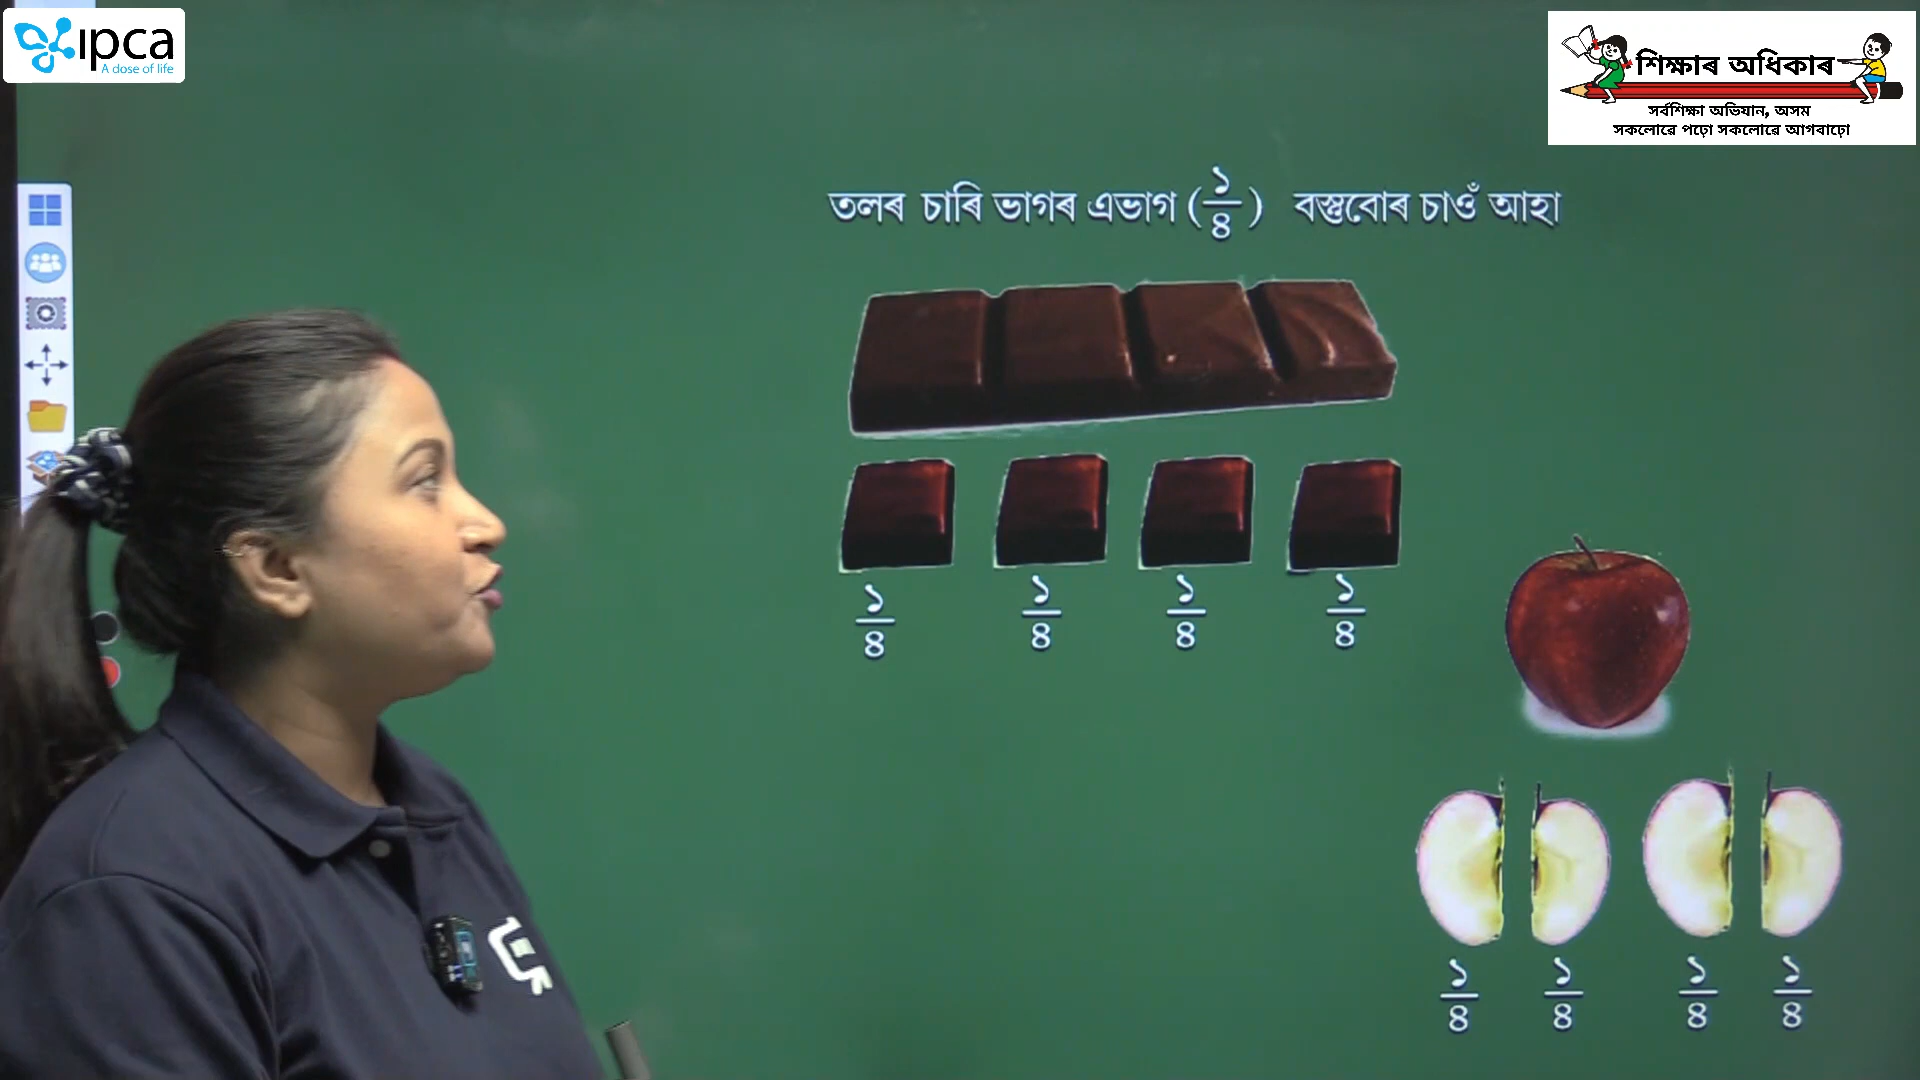 ipca
A dose of life
শিক্ষাৰ অধিকাৰ
সৰ্বশিক্ষা অভিযান, অসম
সকলোৱে পঢ়ো সকলোৱে আগবাঢ়ো
তলৰ চাৰি ভাগৰ এভাগ (১/৪) বস্তুবোৰ চাওঁ আহা
১/৪ ১/৪ ১/৪ ১/৪
১/৪ ১/৪ ১/৪ ১/৪